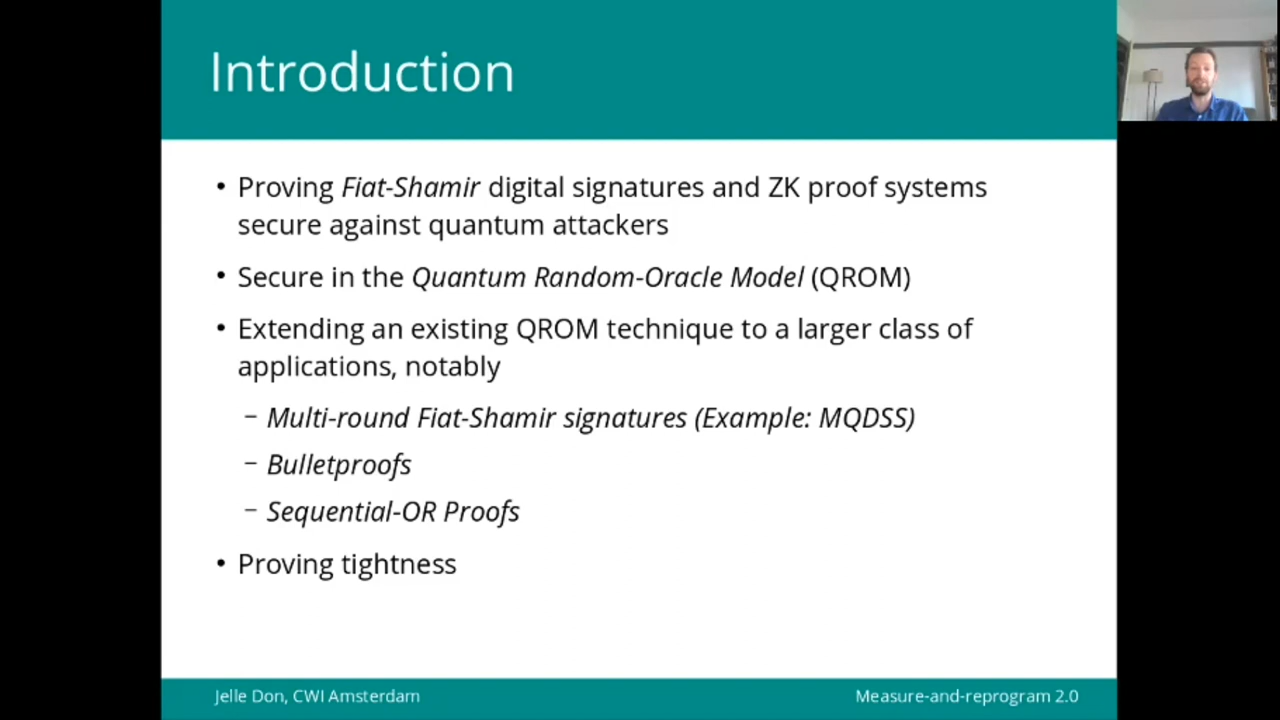 Introduction
• Proving Fiat-Shamir digital signatures and ZK proof systems
secure against quantum attackers
• Secure in the Quantum Random-Oracle Model (QROM)
• Extending an existing QROM technique to a larger class of
applications, notably
– Multi-round Fiat-Shamir signatures (Example: MQDSS)
– Bulletproofs
– Sequential-OR Proofs
• Proving tightness
Jelle Don, CWI Amsterdam
Measure-and-reprogram 2.0